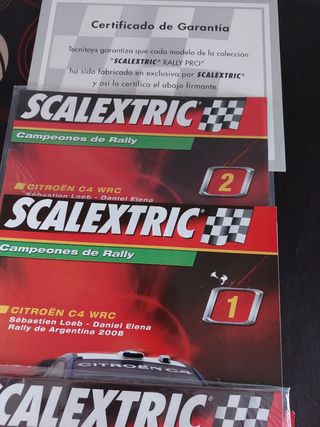 Certificado de Garantía
Tecnitoys garantiza que cada modelo de la colección
"SCALEXTRIC® RALLY PRO"
ha sido fabricado en exclusiva por SCALEXTRIC®
y así lo certifica el abajo firmante.
SCALEXTRIC®
Campeones de Rally
2
CITROËN C4 WRC
Sébastien Loeb - Daniel Elena
SCALEXTRIC®
Campeones de Rally
1
CITROËN C4 WRC
Sébastien Loeb - Daniel Elena
Rally de Argentina 2008
CITROËN C4
SCALEXTRIC